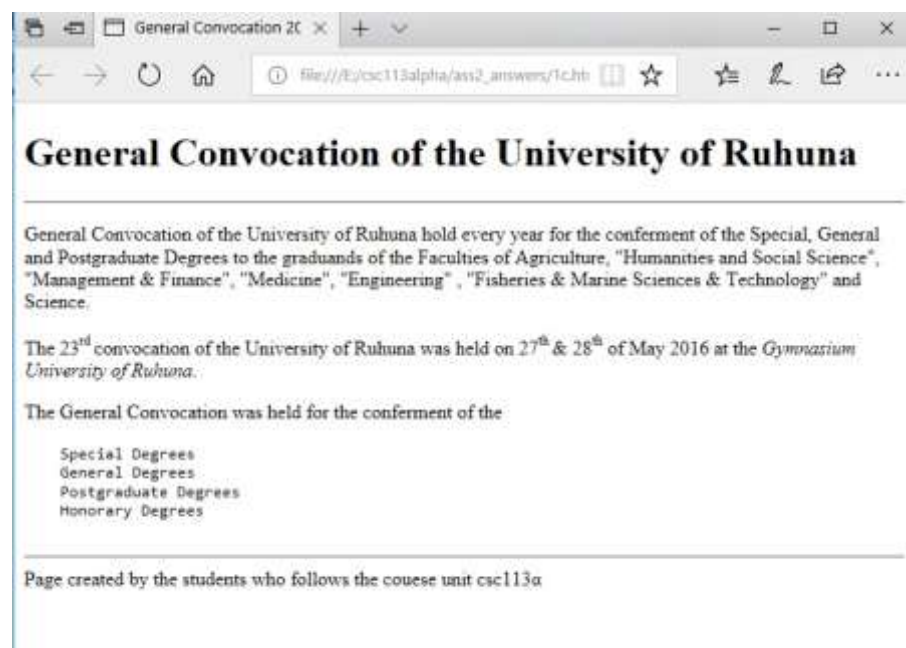 General Convocation 20
file:///E:/csc113alpha/ass2_answers/1c.ht
General Convocation of the University of Ruhuna
General Convocation of the University of Ruhuna hold every year for the conferment of the Special, General
and Postgraduate Degrees to the graduands of the Faculties of Agriculture, "Humanities and Social Science",
"Management & Finance", "Medicine", "Engineering" , "Fisheries & Marine Sciences & Technology" and
Science.
The 23rd convocation of the University of Ruhuna was held on 27th & 28th of May 2016 at the Gymnasium
University of Ruhuna.
The General Convocation was held for the conferment of the
Special Degrees
General Degrees
Postgraduate Degrees
Honorary Degrees
Page created by the students who follows the couese unit csc113α